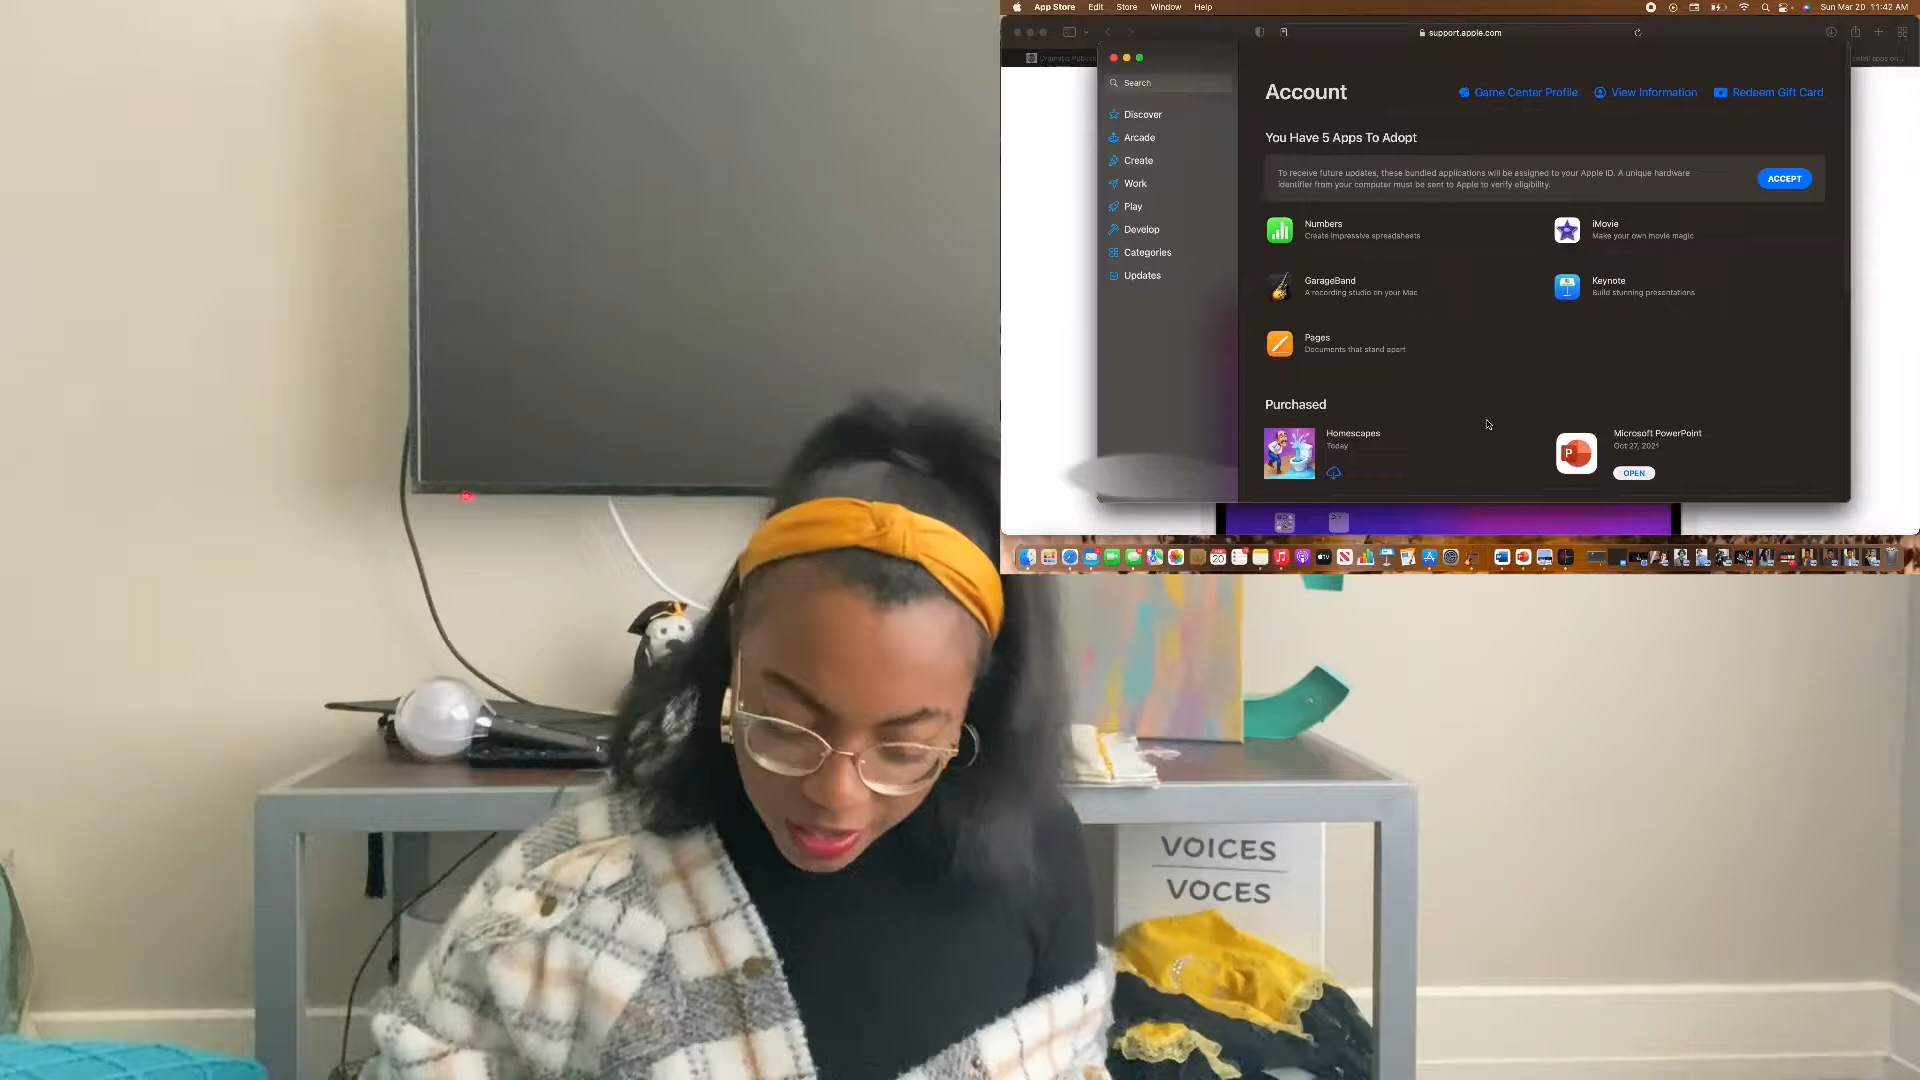 App Store Edit Store Window Help
Sun Mar 20 11:42 AM
support.apple.com
Search
Discover
Arcade
Create
Work
Play
Develop
Categories
Updates
Account
Game Center Profile
View Information
Redeem Gift Card
You Have 5 Apps To Adopt
To receive future updates, these bundled applications will be assigned to your Apple ID. A unique hardware
identifier from your computer must be sent to Apple to verify eligibility.
ACCEPT
Numbers
Create impressive spreadsheets
iMovie
Make your own movie magic
GarageBand
A recording studio on your Mac
Keynote
Build stunning presentations
Pages
Documents that stand apart
Purchased
Homescapes
Today
Microsoft PowerPoint
Oct 27, 2021
OPEN
VOICES
VOCES